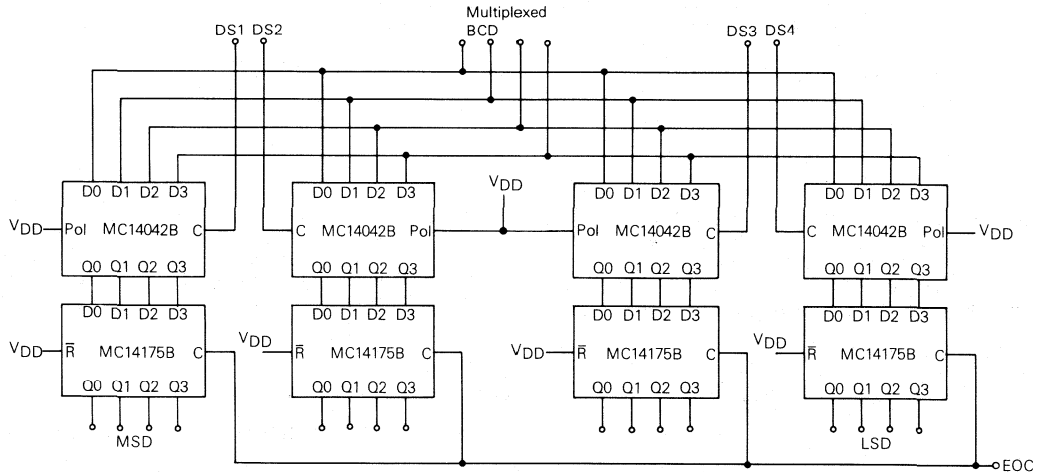 Multiplexed
BCD
DS1 DS2
DS3 DS4
D0 D1 D2 D3
D0 D1 D2 D3
D0 D1 D2 D3
D0 D1 D2 D3
VDD
VDD Pol MC14042B C
C MC14042B Pol
Pol MC14042B C
C MC14042B Pol VDD
Q0 Q1 Q2 Q3
Q0 Q1 Q2 Q3
Q0 Q1 Q2 Q3
Q0 Q1 Q2 Q3
D0 D1 D2 D3
D0 D1 D2 D3
D0 D1 D2 D3
D0 D1 D2 D3
VDD R̅ MC14175B C
VDD R̅ MC14175B C
VDD R̅ MC14175B C
VDD R̅ MC14175B C
Q0 Q1 Q2 Q3
Q0 Q1 Q2 Q3
Q0 Q1 Q2 Q3
Q0 Q1 Q2 Q3
MSD
LSD
EOC